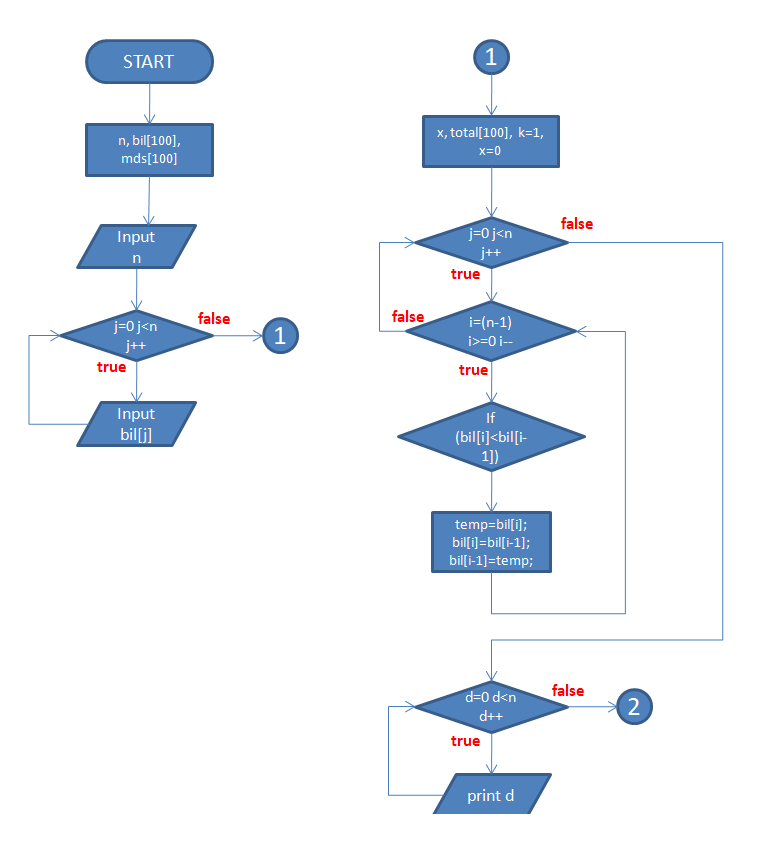 START
n, bil[100],
mds[100]
Input
n
j=0 j<n
j++
false
1
true
Input
bil[j]
1
x, total[100], k=1,
x=0
j=0 j<n
j++
false
true
i=(n-1)
i>=0 i--
false
true
If
(bil[i]<bil[i-
1])
temp=bil[i];
bil[i]=bil[i-1];
bil[i-1]=temp;
d=0 d<n
d++
false
2
true
print d